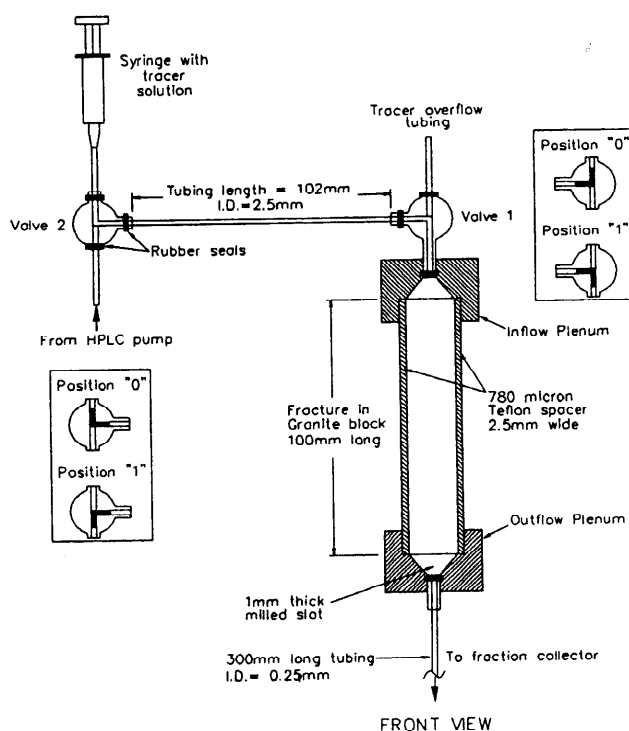 Syringe with
tracer
solution
Tracer overflow
tubing
Position "0"
Position "1"
Tubing length = 102mm
I.D.=2.5mm
Valve 2
Valve 1
Rubber seals
From HPLC pump
Inflow Plenum
Position "0"
Position "1"
Fracture in
Granite block
100mm long
780 micron
Teflon spacer
2.5mm wide
Outflow Plenum
1mm thick
milled slot
300mm long tubing
I.D.= 0.25mm
To fraction collector
FRONT VIEW